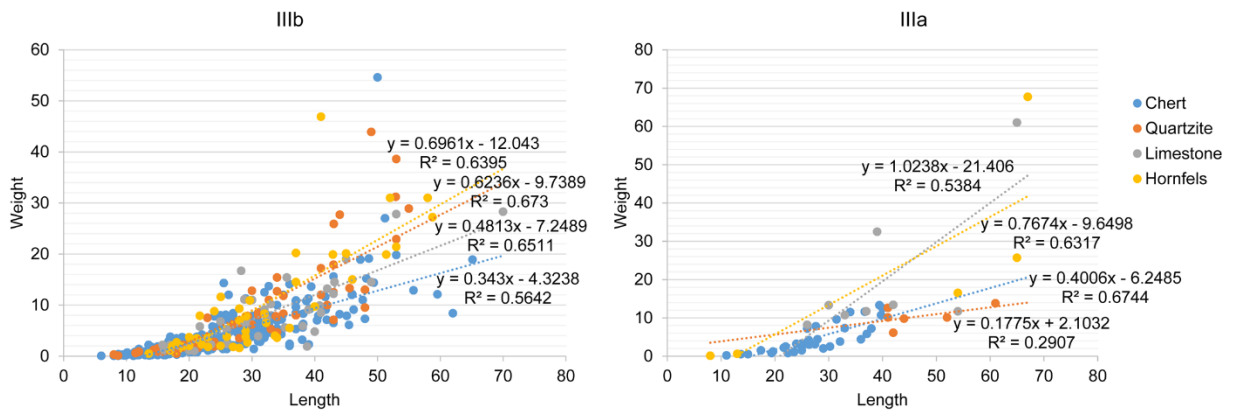 IIIb
60
50
40
30
20
10
0
0 10 20 30 40 50 60 70 80
Weight
Length
y = 0.6961x - 12.043
R² = 0.6395
y = 0.6236x - 9.7389
R² = 0.673
y = 0.4813x - 7.2489
R² = 0.6511
y = 0.343x - 4.3238
R² = 0.5642
IIIa
80
70
60
50
40
30
20
10
0
0 10 20 30 40 50 60 70 80
Weight
Length
y = 1.0238x - 21.406
R² = 0.5384
y = 0.7674x - 9.6498
R² = 0.6317
y = 0.4006x - 6.2485
R² = 0.6744
y = 0.1775x + 2.1032
R² = 0.2907
Chert
Quartzite
Limestone
Hornfels